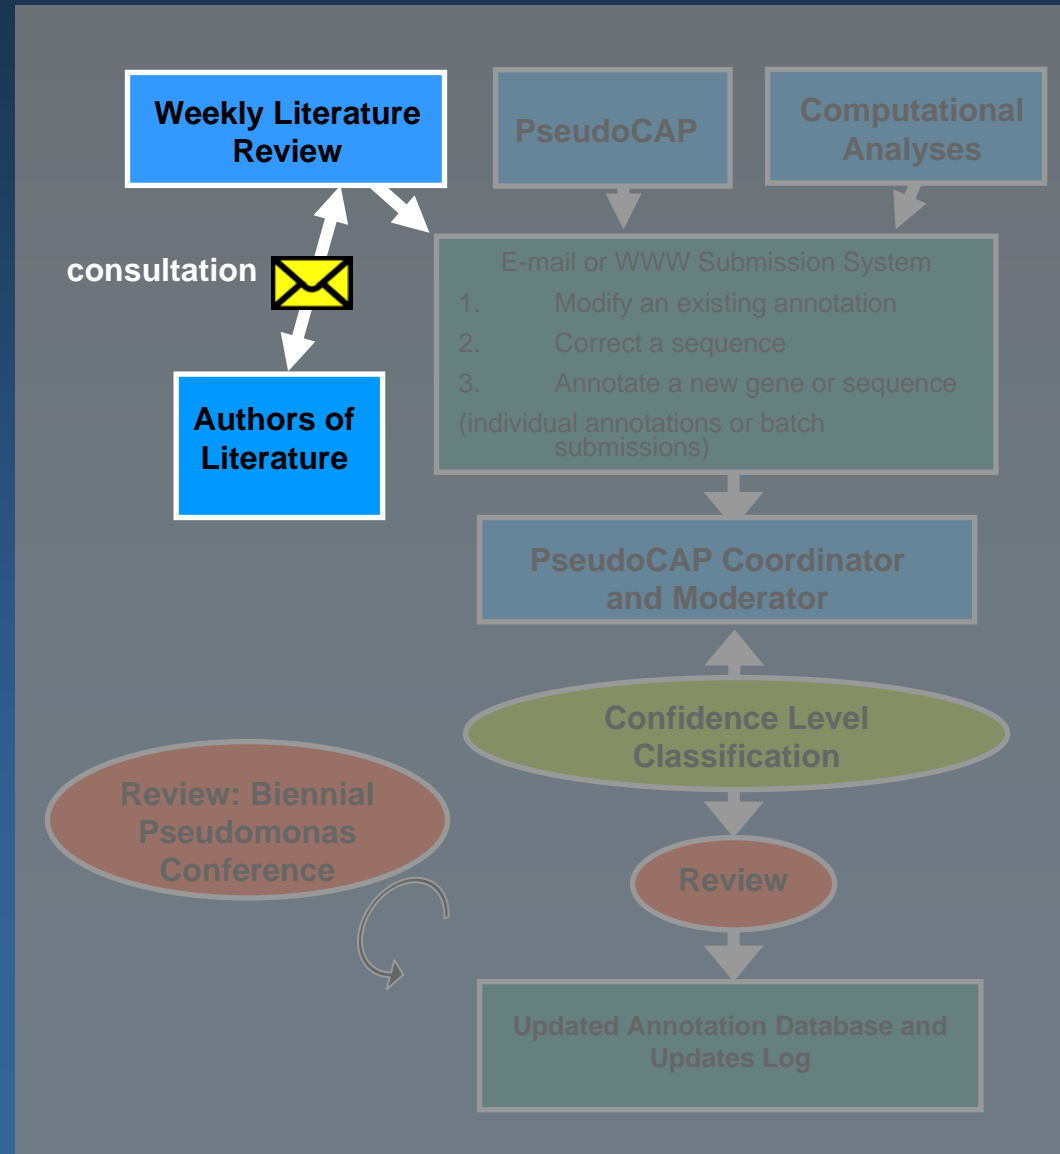 Weekly Literature
Review
PseudoCAP
Computational
Analyses
consultation
Authors of
Literature
E-mail or WWW Submission System
1. Modify an existing annotation
2. Correct a sequence
3. Annotate a new gene or sequence
(individual annotations or batch
submissions)
PseudoCAP Coordinator
and Moderator
Confidence Level
Classification
Review: Biennial
Pseudomonas
Conference
Review
Updated Annotation Database and
Updates Log